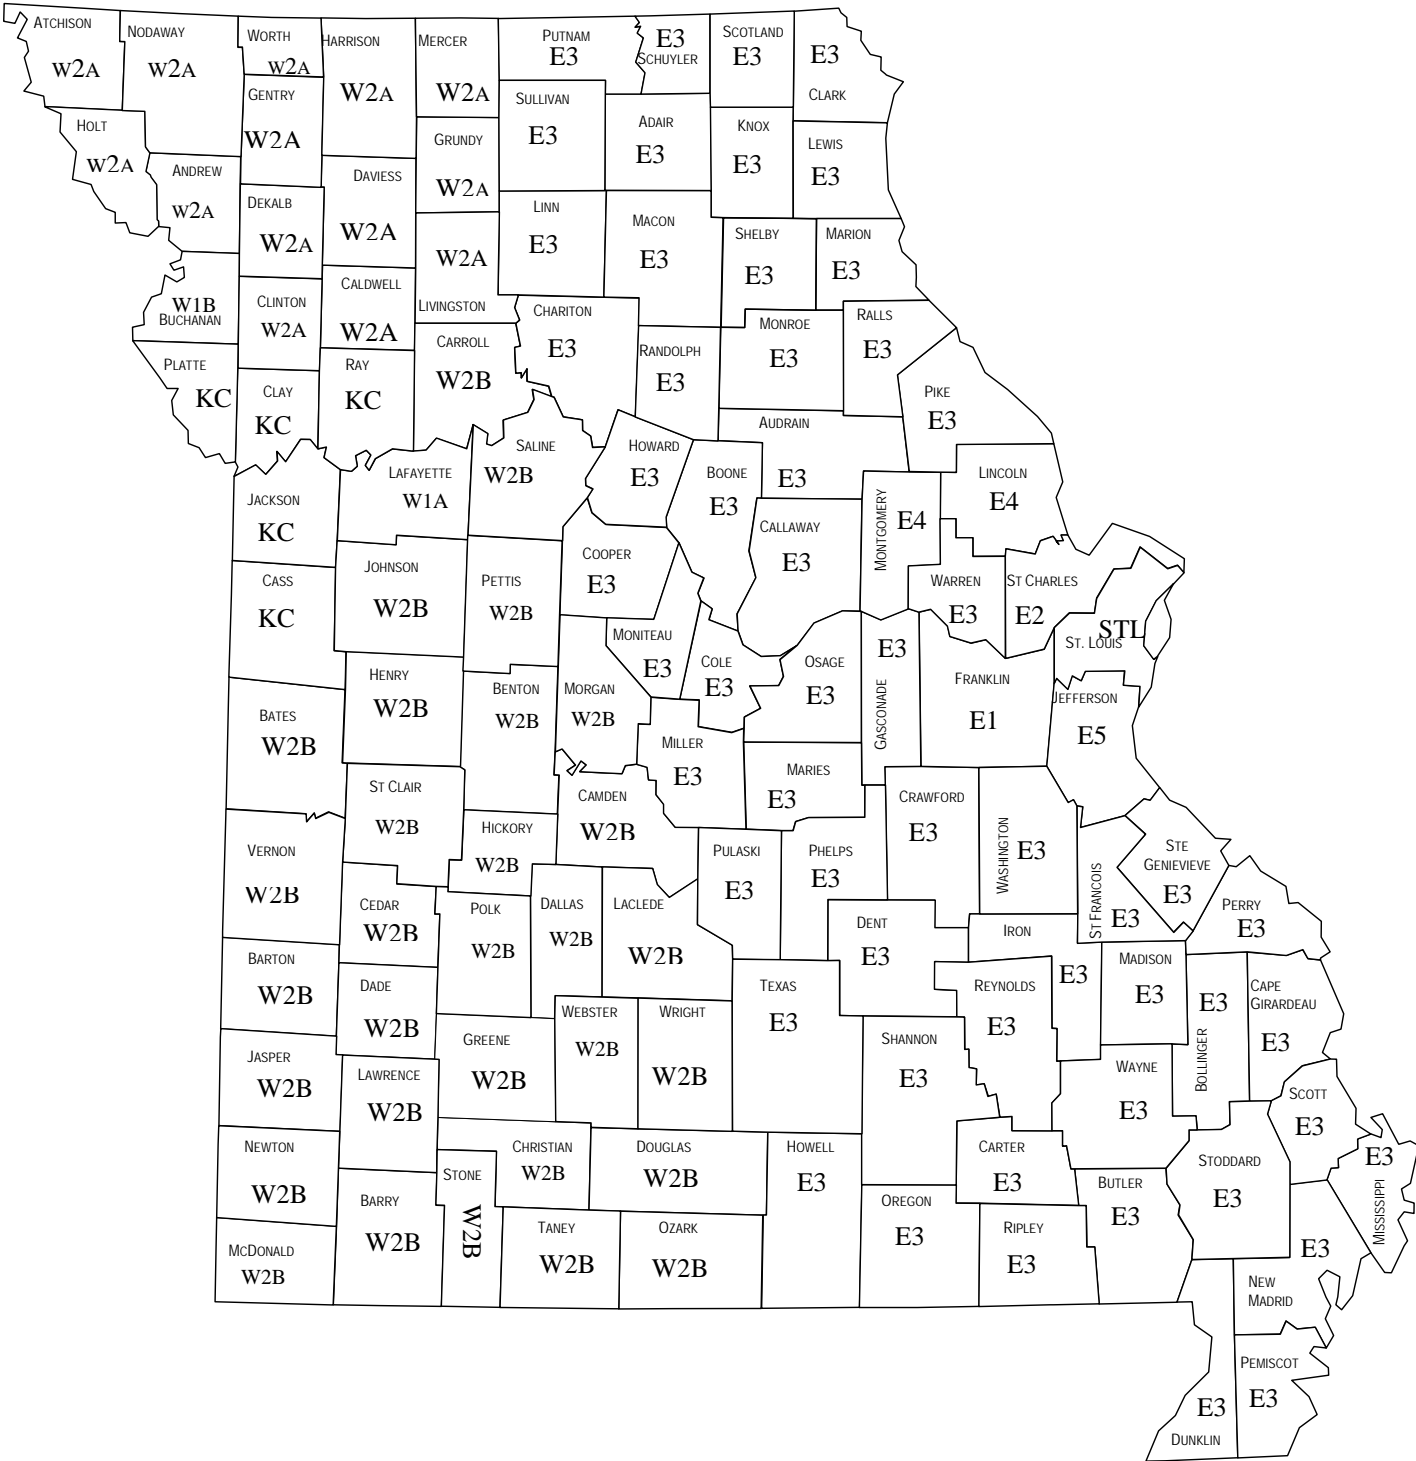 ATCHISON
W2A
NODAWAY
W2A
WORTH
W2A
HARRISON
W2A
MERCER
W2A
PUTNAM
E3
E3
SCHUYLER
SCOTLAND
E3
E3
CLARK
HOLT
W2A
GENTRY
W2A
GRUNDY
W2A
SULLIVAN
E3
ADAIR
E3
KNOX
E3
LEWIS
E3
ANDREW
W2A
DEKALB
W2A
DAVIESS
W2A
W2A
LIVINGSTON
LINN
E3
MACON
E3
SHELBY
E3
MARION
E3
W1B
BUCHANAN
CLINTON
W2A
CALDWELL
W2A
CARROLL
W2B
CHARITON
E3
RANDOLPH
E3
MONROE
E3
RALLS
E3
PLATTE
KC
CLAY
KC
RAY
KC
PIKE
E3
AUDRAIN
E3
JACKSON
KC
LAFAYETTE
W1A
SALINE
W2B
HOWARD
E3
BOONE
E3
CALLAWAY
E3
MONTGOMERY
E4
LINCOLN
E4
CASS
KC
JOHNSON
W2B
PETTIS
W2B
COOPER
E3
WARREN
E3
ST CHARLES
E2
STL
ST. LOUIS
MONITEAU
E3
COLE
E3
OSAGE
E3
E3
GASCONADE
FRANKLIN
E1
JEFFERSON
E5
BATES
W2B
HENRY
W2B
BENTON
W2B
MORGAN
W2B
MILLER
E3
MARIES
E3
ST CLAIR
W2B
HICKORY
W2B
CAMDEN
W2B
PULASKI
E3
PHELPS
E3
CRAWFORD
E3
WASHINGTON
E3
ST FRANCOIS
E3
STE
GENEVIEVE
E3
PERRY
E3
VERNON
W2B
CEDAR
W2B
POLK
W2B
DALLAS
W2B
LACLEDE
W2B
DENT
E3
IRON
E3
MADISON
E3
E3
BOLLINGER
CAPE
GIRARDEAU
E3
BARTON
W2B
DADE
W2B
GREENE
W2B
WEBSTER
W2B
WRIGHT
W2B
TEXAS
E3
SHANNON
E3
REYNOLDS
E3
WAYNE
E3
SCOTT
E3
JASPER
W2B
LAWRENCE
W2B
CHRISTIAN
W2B
DOUGLAS
W2B
HOWELL
E3
CARTER
E3
BUTLER
E3
STODDARD
E3
E3
MISSISSIPPI
NEWTON
W2B
BARRY
W2B
STONE
W2B
TANEY
W2B
OZARK
W2B
OREGON
E3
RIPLEY
E3
E3
NEW
MADRID
MCDONALD
W2B
E3
DUNKLIN
PEMISCOT
E3